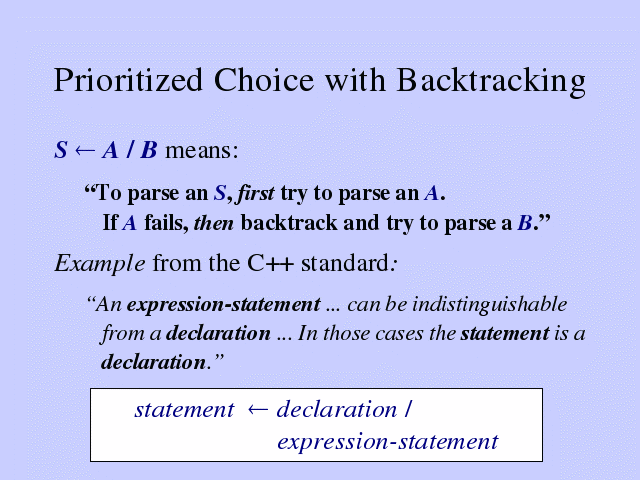 Prioritized Choice with Backtracking
S ← A / B means:
“To parse an S, first try to parse an A.
If A fails, then backtrack and try to parse a B.”
Example from the C++ standard:
“An expression-statement ... can be indistinguishable
from a declaration ... In those cases the statement is a
declaration.”
statement ← declaration /
expression-statement